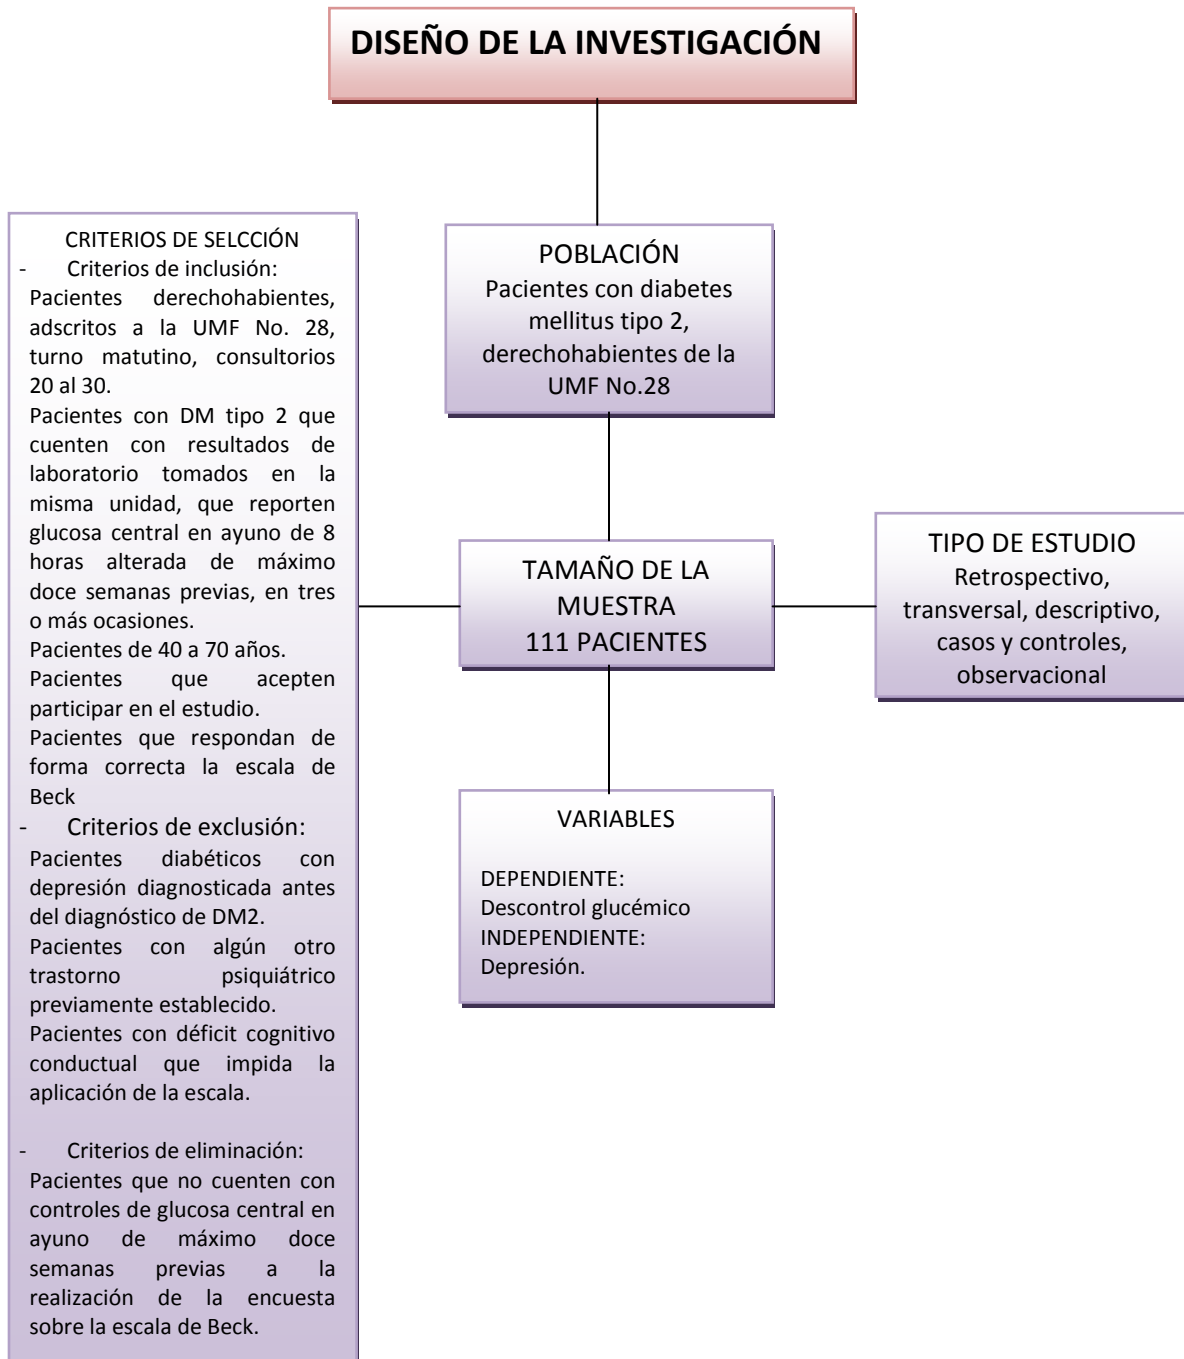 DISEÑO DE LA INVESTIGACIÓN
POBLACIÓN
Pacientes con diabetes
mellitus tipo 2,
derechohabientes de la
UMF No.28
CRITERIOS DE SELCCIÓN
- Criterios de inclusión:
Pacientes derechohabientes,
adscritos a la UMF No. 28,
turno matutino, consultorios
20 al 30.
Pacientes con DM tipo 2 que
cuenten con resultados de
laboratorio tomados en la
misma unidad, que reporten
glucosa central en ayuno de 8
horas alterada de máximo
doce semanas previas, en tres
o más ocasiones.
Pacientes de 40 a 70 años.
Pacientes que acepten
participar en el estudio.
Pacientes que respondan de
forma correcta la escala de
Beck
- Criterios de exclusión:
Pacientes diabéticos con
depresión diagnosticada antes
del diagnóstico de DM2.
Pacientes con algún otro
trastorno psiquiátrico
previamente establecido.
Pacientes con déficit cognitivo
conductual que impida la
aplicación de la escala.
- Criterios de eliminación:
Pacientes que no cuenten con
controles de glucosa central en
ayuno de máximo doce
semanas previas a la
realización de la encuesta
sobre la escala de Beck.
TAMAÑO DE LA
MUESTRA
111 PACIENTES
TIPO DE ESTUDIO
Retrospectivo,
transversal, descriptivo,
casos y controles,
observacional
VARIABLES
DEPENDIENTE:
Descontrol glucémico
INDEPENDIENTE:
Depresión.